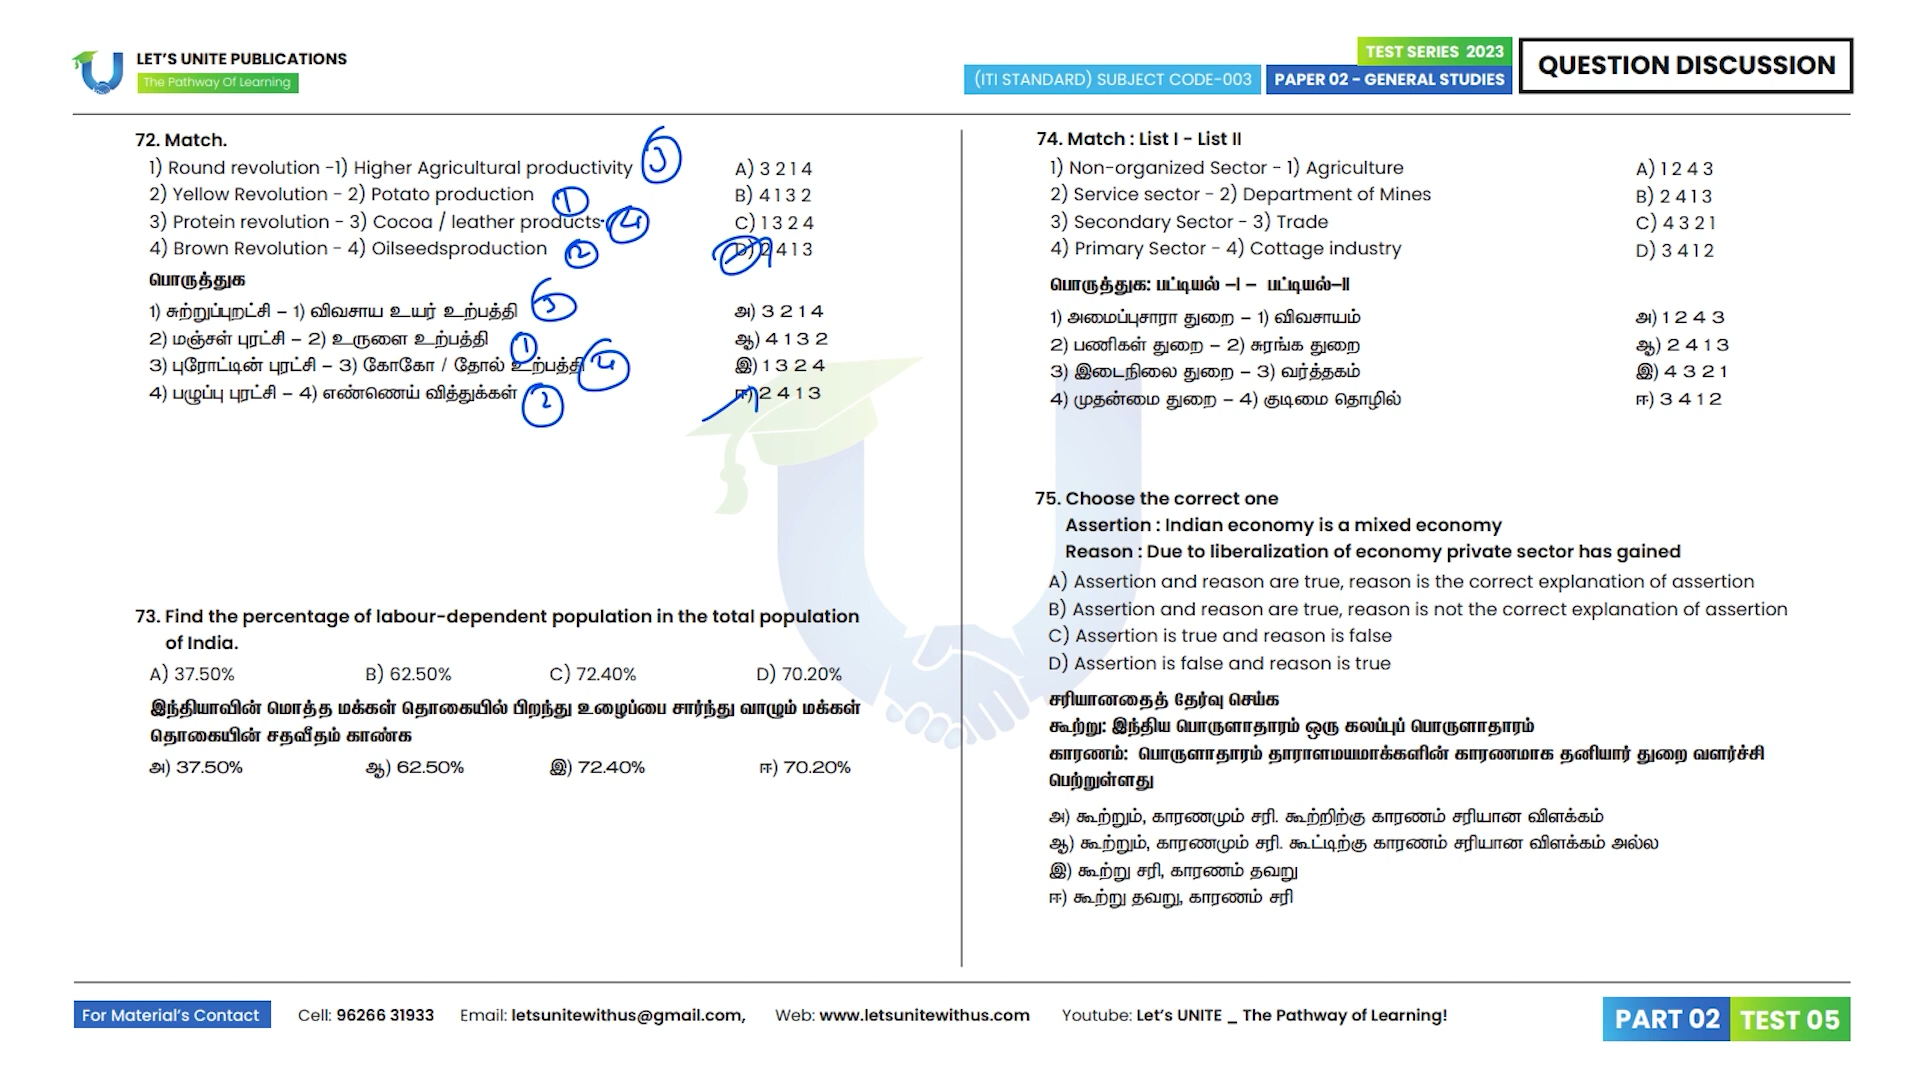 LET'S UNITE PUBLICATIONS
The Pathway Of Learning
TEST SERIES 2023
(ITI STANDARD) SUBJECT CODE-003
PAPER 02 - GENERAL STUDIES
QUESTION DISCUSSION
72. Match.
1) Round revolution -1) Higher Agricultural productivity 3
A) 3 2 1 4
2) Yellow Revolution - 2) Potato production 1
B) 4 1 3 2
3) Protein revolution - 3) Cocoa / leather products 4
C) 1 3 2 4
4) Brown Revolution - 4) Oilseedsproduction 2
D) 2 4 1 3
பொருத்துக
1) சுற்றுப்புறட்சி – 1) விவசாய உயர் உற்பத்தி 3
அ) 3 2 1 4
2) மஞ்சள் புரட்சி – 2) உருளை உற்பத்தி 1
ஆ) 4 1 3 2
3) புரோட்டின் புரட்சி – 3) கோகோ / தோல் உற்பத்தி 4
இ) 1 3 2 4
4) பழுப்பு புரட்சி – 4) எண்ணெய் வித்துக்கள் 2
ஈ) 2 4 1 3
73. Find the percentage of labour-dependent population in the total population
of India.
A) 37.50% B) 62.50% C) 72.40% D) 70.20%
இந்தியாவின் மொத்த மக்கள் தொகையில் பிறந்து உழைப்பை சார்ந்து வாழும் மக்கள்
தொகையின் சதவீதம் காண்க
அ) 37.50% ஆ) 62.50% இ) 72.40% ஈ) 70.20%
74. Match : List I - List II
1) Non-organized Sector - 1) Agriculture
A) 1 2 4 3
2) Service sector - 2) Department of Mines
B) 2 4 1 3
3) Secondary Sector - 3) Trade
C) 4 3 2 1
4) Primary Sector - 4) Cottage industry
D) 3 4 1 2
பொருத்துக: பட்டியல் –I – பட்டியல்–II
1) அமைப்புசாரா துறை – 1) விவசாயம்
அ) 1 2 4 3
2) பணிகள் துறை – 2) சுரங்க துறை
ஆ) 2 4 1 3
3) இடைநிலை துறை – 3) வர்த்தகம்
இ) 4 3 2 1
4) முதன்மை துறை – 4) குடிமை தொழில்
ஈ) 3 4 1 2
75. Choose the correct one
Assertion : Indian economy is a mixed economy
Reason : Due to liberalization of economy private sector has gained
A) Assertion and reason are true, reason is the correct explanation of assertion
B) Assertion and reason are true, reason is not the correct explanation of assertion
C) Assertion is true and reason is false
D) Assertion is false and reason is true
சரியானதைத் தேர்வு செய்க
கூற்று: இந்திய பொருளாதாரம் ஒரு கலப்புப் பொருளாதாரம்
காரணம்: பொருளாதாரம் தாராளமயமாக்களின் காரணமாக தனியார் துறை வளர்ச்சி
பெற்றுள்ளது
அ) கூற்றும், காரணமும் சரி. கூற்றிற்கு காரணம் சரியான விளக்கம்
ஆ) கூற்றும், காரணமும் சரி. கூட்டிற்கு காரணம் சரியான விளக்கம் அல்ல
இ) கூற்று சரி, காரணம் தவறு
ஈ) கூற்று தவறு, காரணம் சரி
For Material's Contact
Cell: 96266 31933
Email: letsunitewithus@gmail.com,
Web: www.letsunitewithus.com
Youtube: Let's UNITE _ The Pathway of Learning!
PART 02
TEST 05